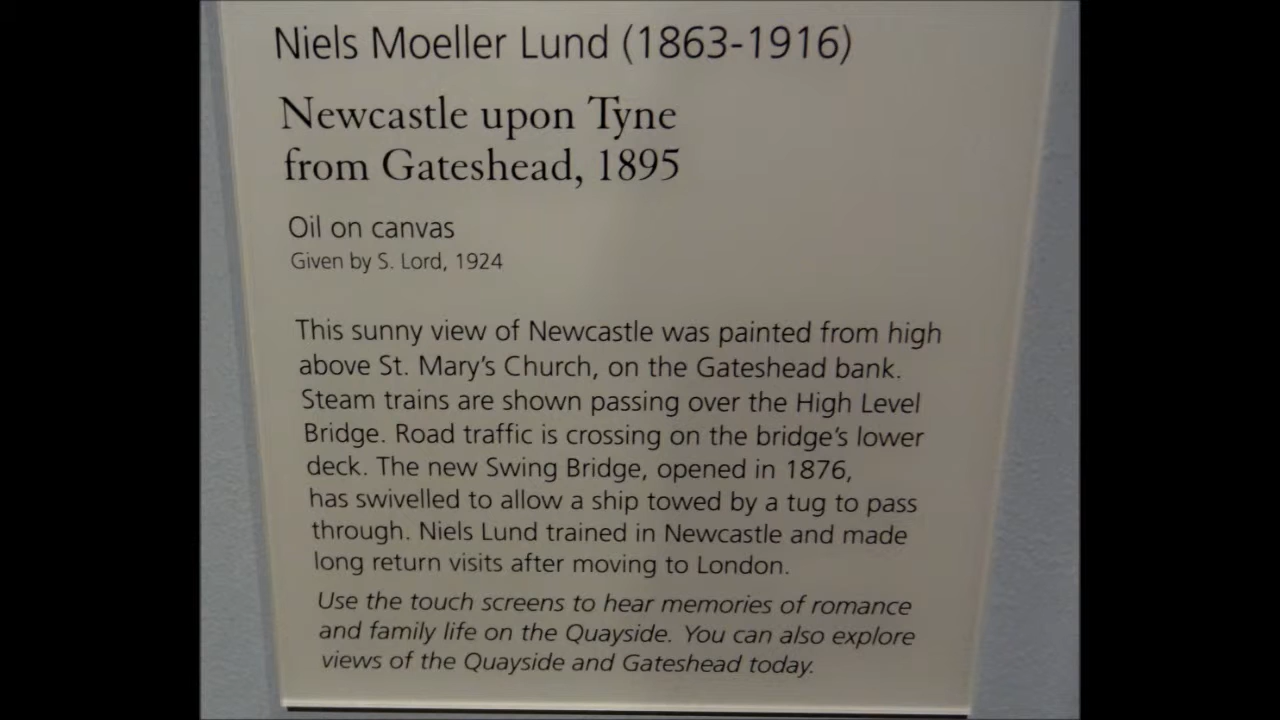 Niels Moeller Lund (1863-1916)
Newcastle upon Tyne
from Gateshead, 1895
Oil on canvas
Given by S. Lord, 1924
This sunny view of Newcastle was painted from high
above St. Mary's Church, on the Gateshead bank.
Steam trains are shown passing over the High Level
Bridge. Road traffic is crossing on the bridge's lower
deck. The new Swing Bridge, opened in 1876,
has swivelled to allow a ship towed by a tug to pass
through. Niels Lund trained in Newcastle and made
long return visits after moving to London.
Use the touch screens to hear memories of romance
and family life on the Quayside. You can also explore
views of the Quayside and Gateshead today.